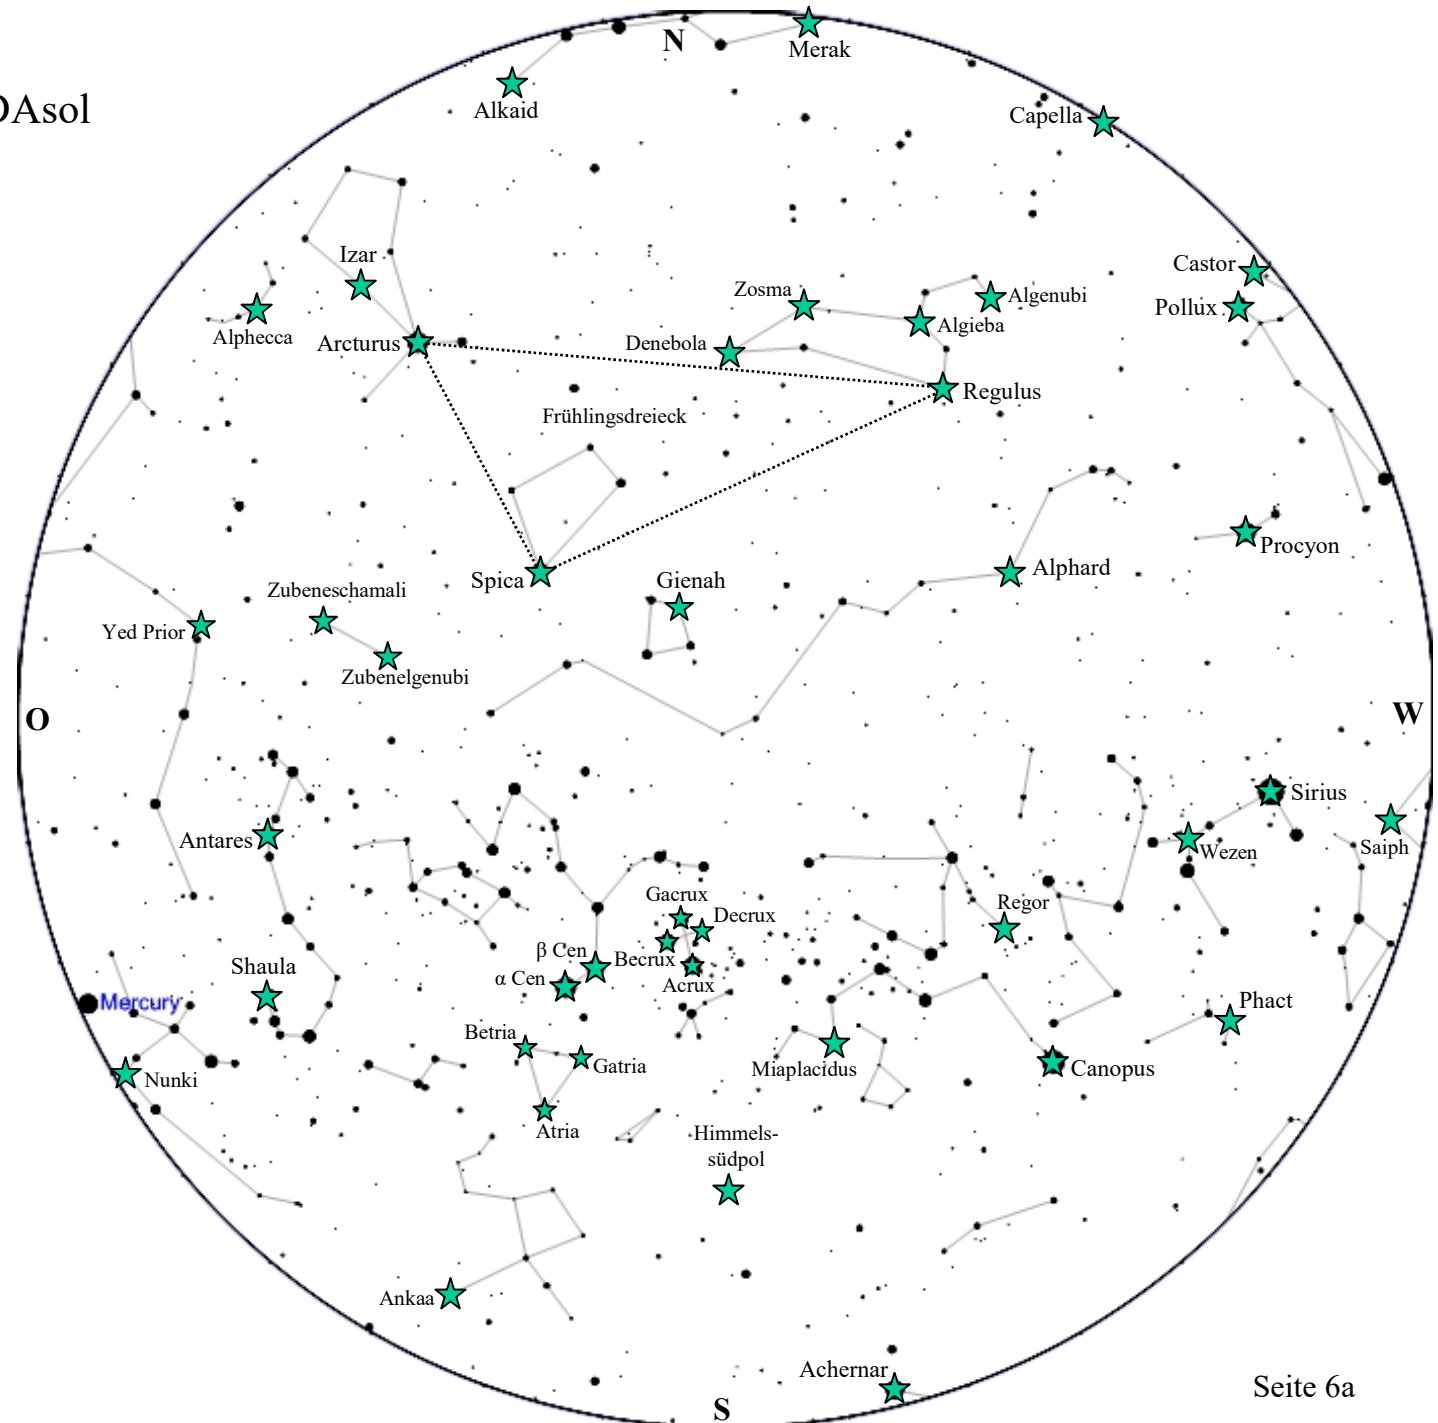 N
Merak
Alkaid
DAsol
Capella
Izar
Castor
Zosma
Algenubi
Pollux
Alphecca
Arcturus
Denebola
Algieba
Regulus
Frühlingsdreieck
Procyon
Spica
Gienah
Alphard
Zubeneschamali
Yed Prior
Zubenelgenubi
O
W
Sirius
Antares
Wezen
Saiph
Gacrux
Decrux
Regor
β Cen
Becrux
Shaula
α Cen
Acrux
Mercury
Phact
Betria
Gatria
Miaplacidus
Canopus
Nunki
Atria
Himmels-
südpol
Ankaa
Achernar
Seite 6a
S